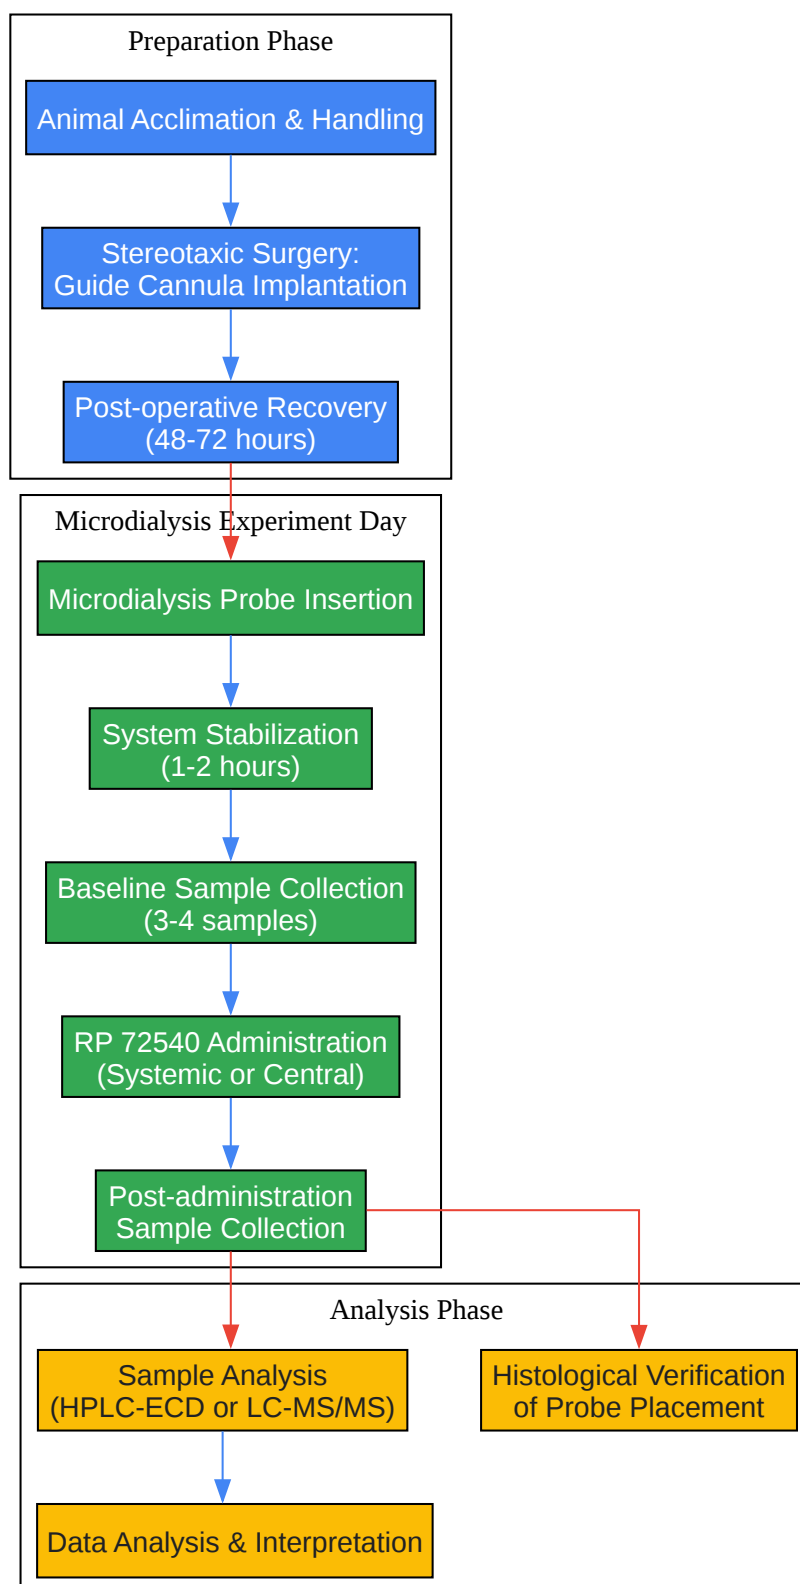 Preparation Phase
Animal Acclimation & Handling
Stereotaxic Surgery:
Guide Cannula Implantation
Post-operative Recovery
(48-72 hours)
Microdialysis Experiment Day
Microdialysis Probe Insertion
System Stabilization
(1-2 hours)
Baseline Sample Collection
(3-4 samples)
RP 72540 Administration
(Systemic or Central)
Post-administration
Sample Collection
Analysis Phase
Sample Analysis
(HPLC-ECD or LC-MS/MS)
Histological Verification
of Probe Placement
Data Analysis & Interpretation